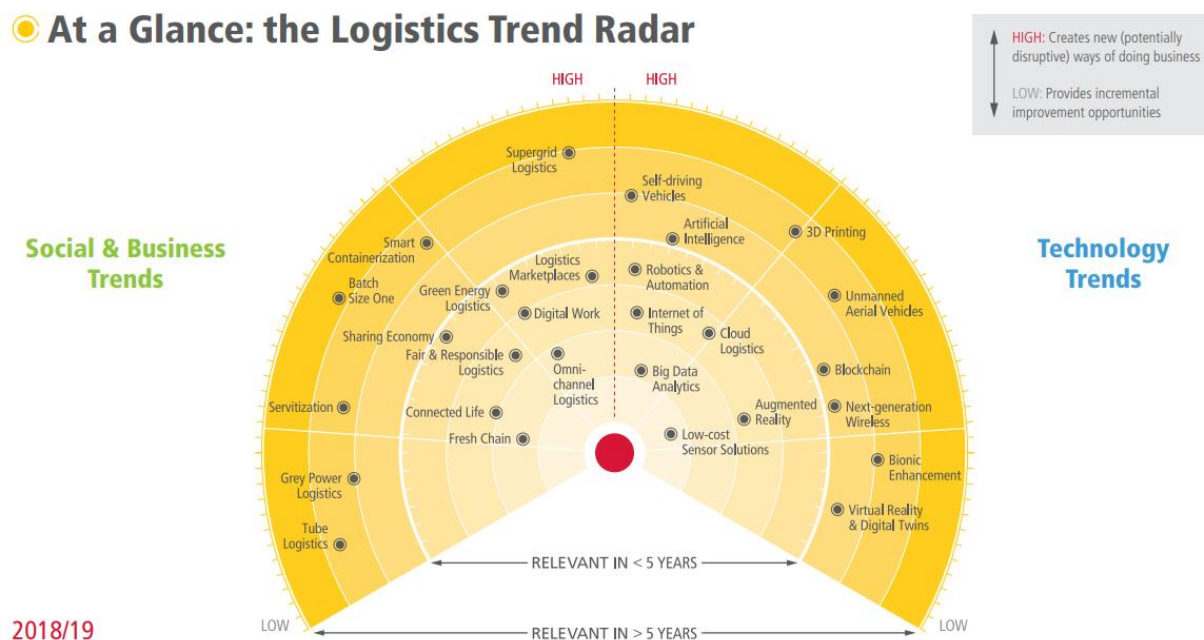 At a Glance: the Logistics Trend Radar
HIGH: Creates new (potentially
disruptive) ways of doing business
LOW: Provides incremental
improvement opportunities
HIGH
HIGH
Social & Business
Trends
Technology
Trends
Supergrid
Logistics
Self-driving
Vehicles
Smart
Containerization
Artificial
Intelligence
3D Printing
Logistics
Marketplaces
Robotics &
Automation
Batch
Size One
Green Energy
Logistics
Unmanned
Aerial Vehicles
Digital Work
Internet of
Things
Sharing Economy
Cloud
Logistics
Fair & Responsible
Logistics
Omni-
channel
Logistics
Big Data
Analytics
Blockchain
Servitization
Connected Life
Augmented
Reality
Next-generation
Wireless
Fresh Chain
Low-cost
Sensor Solutions
Bionic
Enhancement
Grey Power
Logistics
Virtual Reality
& Digital Twins
Tube
Logistics
RELEVANT IN < 5 YEARS
LOW
LOW
2018/19
RELEVANT IN > 5 YEARS